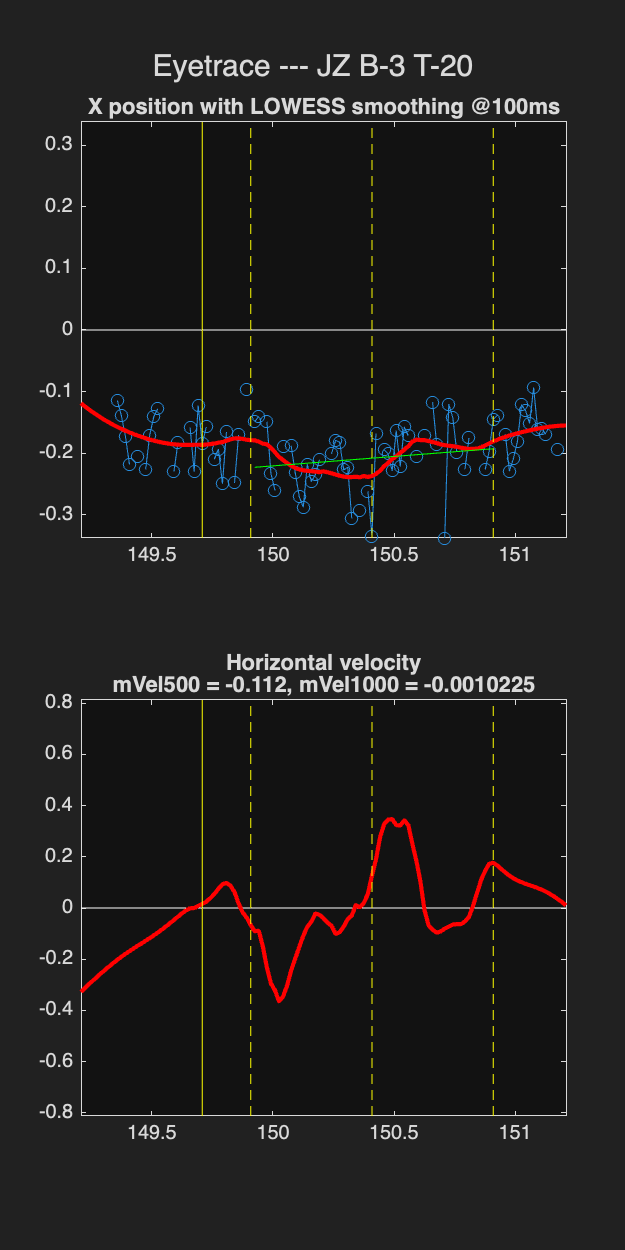 Eyetrace --- JZ B-3 T-20
X position with LOWESS smoothing @100ms
0.3
0.2
0.1
0
-0.1
-0.2
-0.3
149.5 150 150.5 151
Horizontal velocity
mVel500 = -0.112, mVel1000 = -0.0010225
0.8
0.6
0.4
0.2
0
-0.2
-0.4
-0.6
-0.8
149.5 150 150.5 151